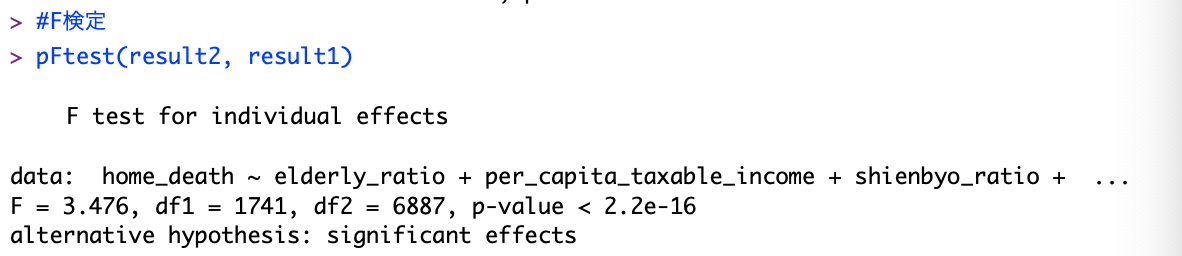 > #F検定
> pFtest(result2, result1)
F test for individual effects
data:  home_death ~ elderly_ratio + per_capita_taxable_income + shienbyo_ratio +  ...
F = 3.476, df1 = 1741, df2 = 6887, p-value < 2.2e-16
alternative hypothesis: significant effects